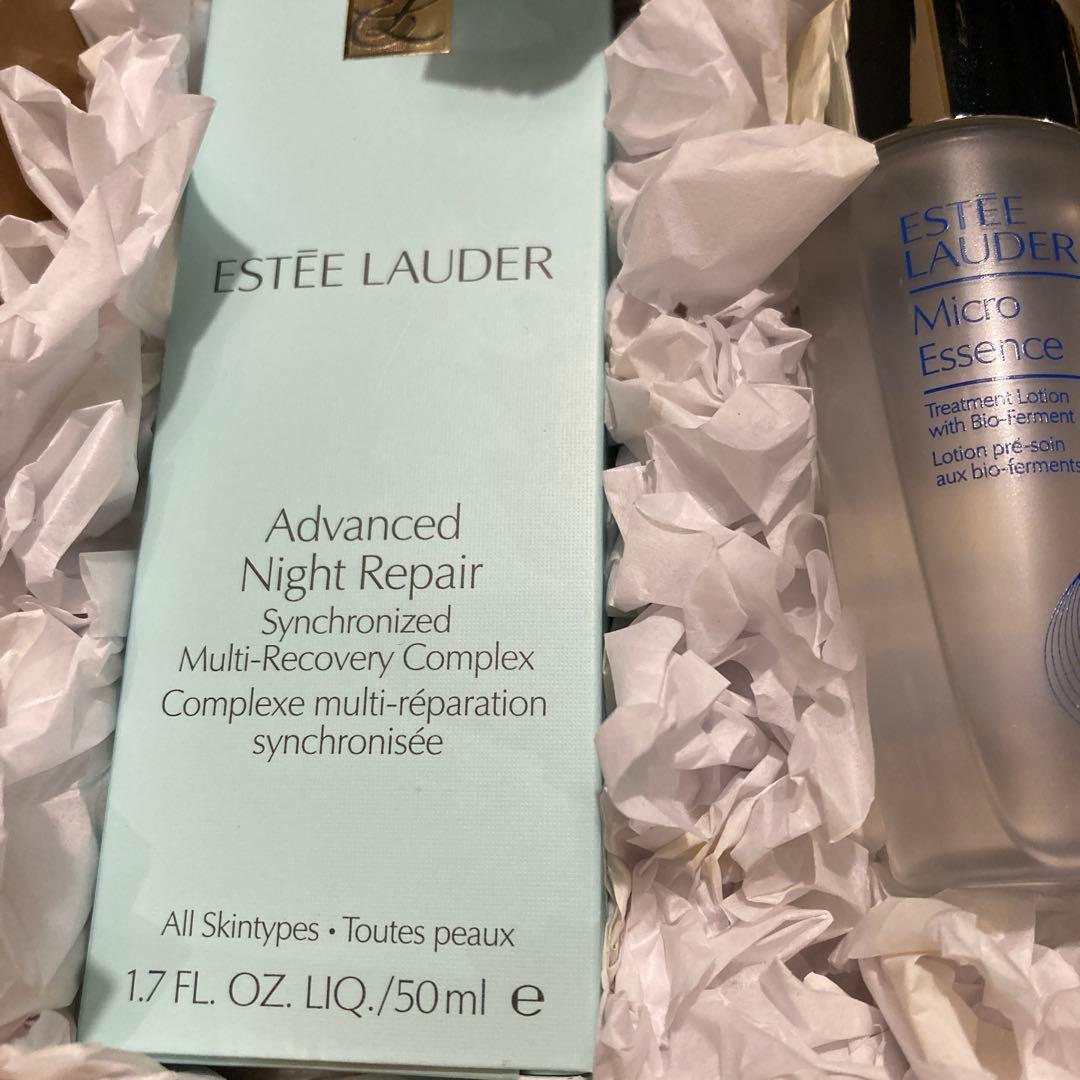 ESTĒE LAUDER
Advanced
Night Repair
Synchronized
Multi-Recovery Complex
Complexe multi-réparation
synchronisée
All Skintypes • Toutes peaux
1.7 FL. OZ. LIQ./50 ml ℮
ESTĒE
LAUDER
Micro
Essence
Treatment Lotion
with Bio-Ferment
Lotion pré-soin
aux bio-ferments